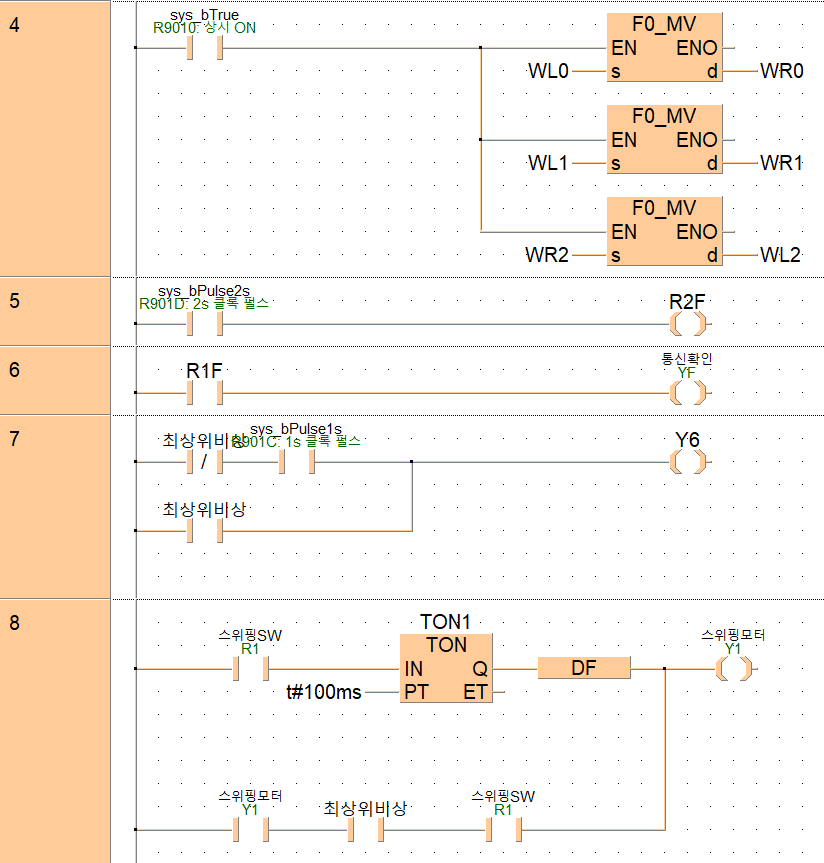 4
sys_bTrue
R9010: 상시 ON
F0_MV
EN ENO
WL0 s d WR0
F0_MV
EN ENO
WL1 s d WR1
F0_MV
EN ENO
WR2 s d WL2
5
sys_bPulse2s
R901D: 2s 클록 펄스
R2F
6
R1F
통신확인
YF
7
최상위비상
sys_bPulse1s
R901C: 1s 클록 펄스
/
Y6
최상위비상
8
스위핑SW
R1
TON1
TON
IN Q
t#100ms PT ET
DF
스위핑모터
Y1
스위핑모터
Y1
최상위비상
스위핑SW
R1